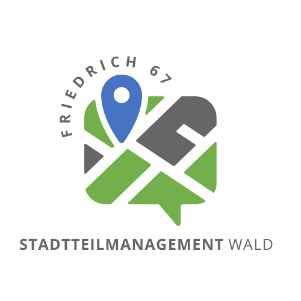 FRIEDRICH 67
STADTTEILMANAGEMENT WALD